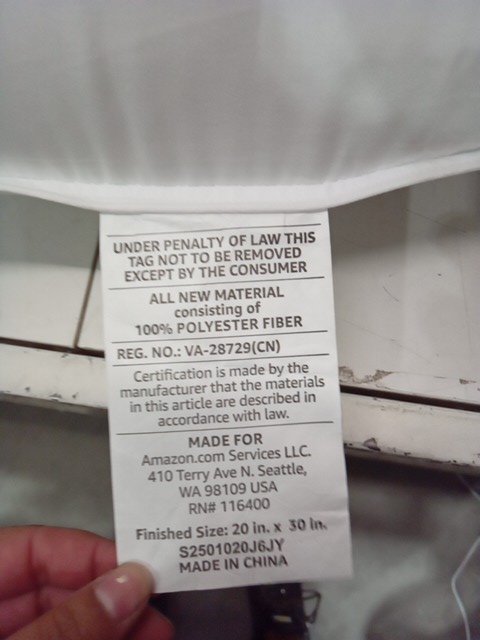 UNDER PENALTY OF LAW THIS
TAG NOT TO BE REMOVED
EXCEPT BY THE CONSUMER
ALL NEW MATERIAL
consisting of
100% POLYESTER FIBER
REG. NO.: VA-28729(CN)
Certification is made by the
manufacturer that the materials
in this article are described in
accordance with law.
MADE FOR
Amazon.com Services LLC.
410 Terry Ave N. Seattle,
WA 98109 USA
RN# 116400
Finished Size: 20 in. x 30 in.
S2501020J6JY
MADE IN CHINA